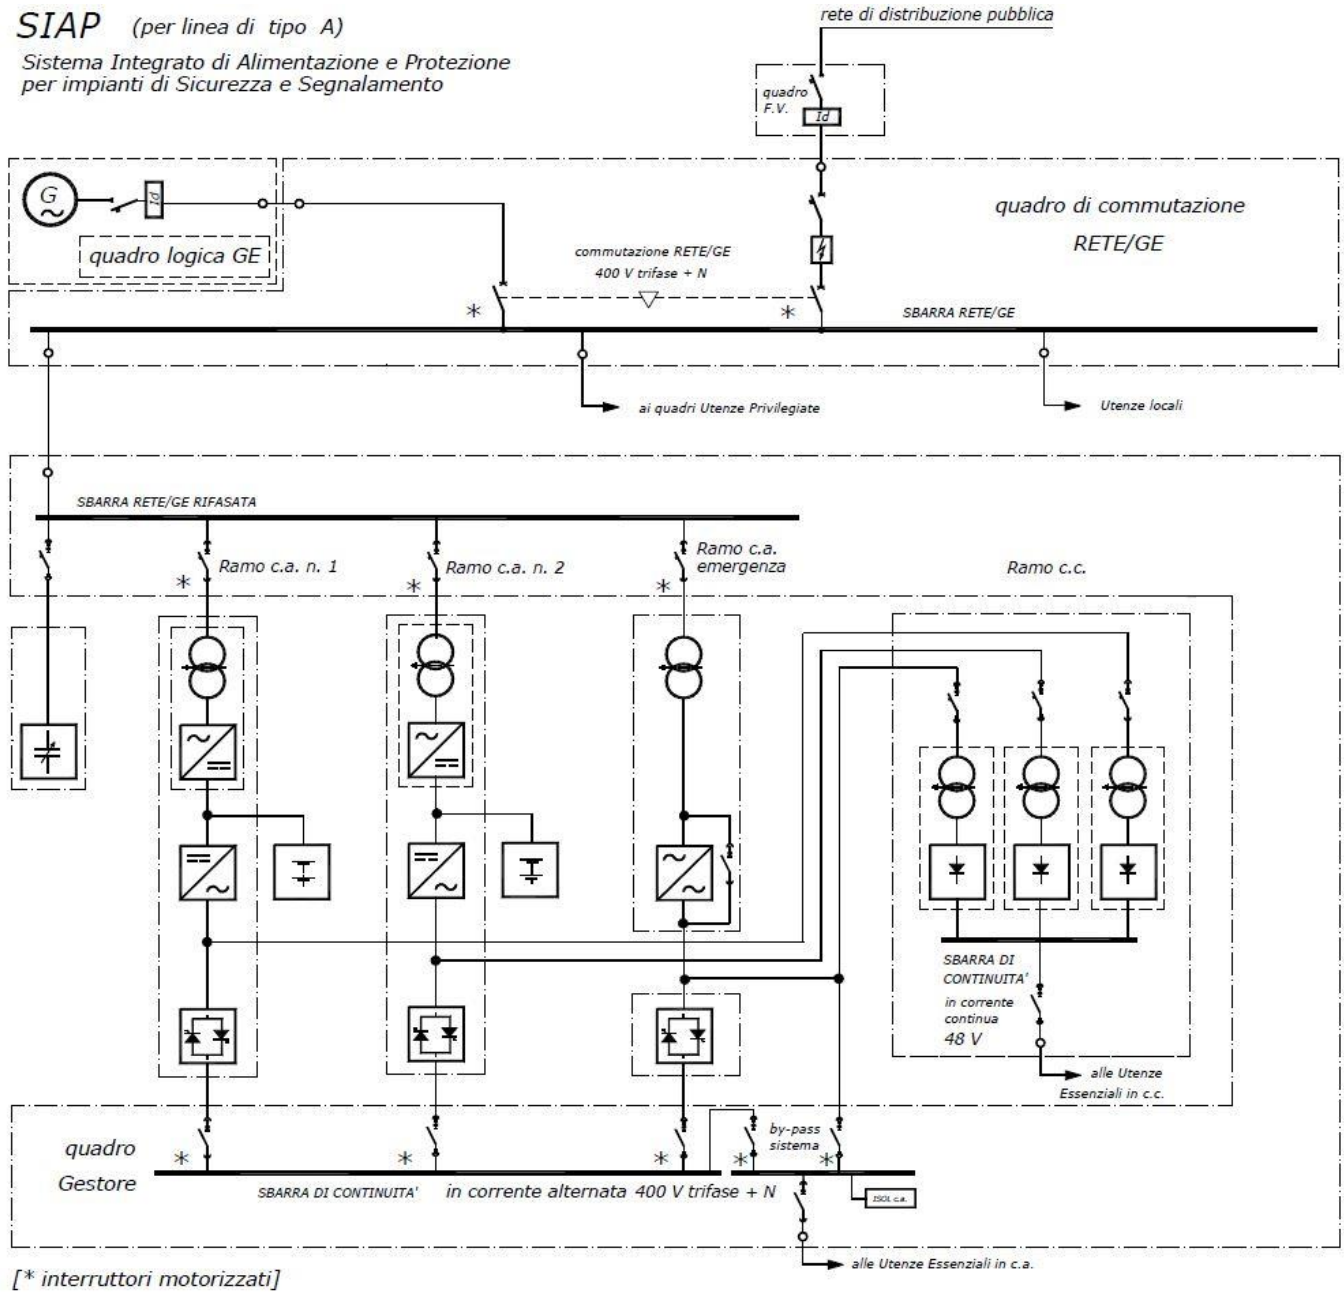 SIAP (per linea di tipo A)
Sistema Integrato di Alimentazione e Protezione
per impianti di Sicurezza e Segnalamento
rete di distribuzione pubblica
quadro
F.V.
Id
G
Id
quadro logica GE
quadro di commutazione
RETE/GE
commutazione RETE/GE
400 V trifase + N
*
*
SBARRA RETE/GE
ai quadri Utenze Privilegiate
Utenze locali
SBARRA RETE/GE RIFASATA
Ramo c.a. n. 1
Ramo c.a. n. 2
Ramo c.a.
emergenza
Ramo c.c.
*
*
*
SBARRA DI
CONTINUITA'
in corrente
continua
48 V
alle Utenze
Essenziali in c.c.
quadro
Gestore
*
*
*
*
*
by-pass
sistema
SBARRA DI CONTINUITA' in corrente alternata 400 V trifase + N
ISOL c.a.
alle Utenze Essenziali in c.a.
[* interruttori motorizzati]